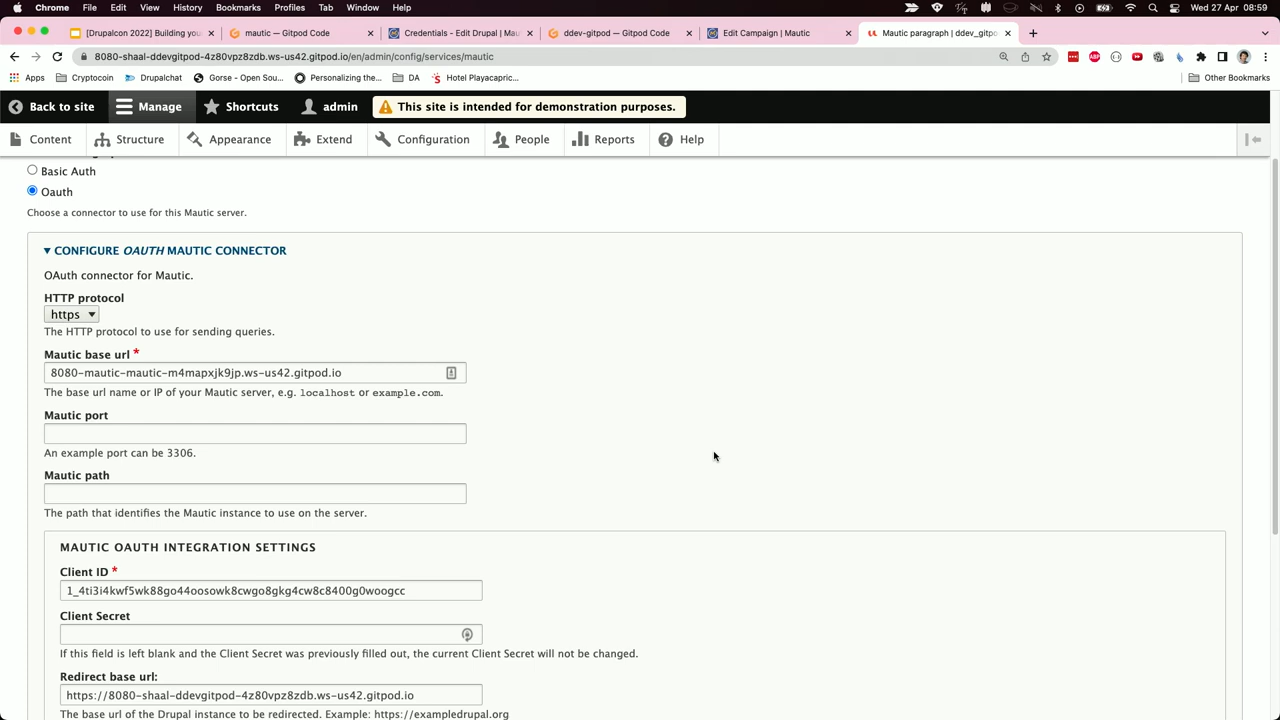 Chrome File Edit View History Bookmarks Profiles Tab Window Help Wed 27 Apr 08:59
[Drupalcon 2022] Building you mautic — Gitpod Code Credentials - Edit Drupal | Mau ddev-gitpod — Gitpod Code Edit Campaign | Mautic Mautic paragraph | ddev_gitpo
8080-shaal-ddevgitpod-4z80vpz8zdb.ws-us42.gitpod.io/en/admin/config/services/mautic
Apps Cryptocoin Drupalchat Gorse - Open Sou... Personalizing the... DA Hotel Playacapric... Other Bookmarks
Back to site Manage Shortcuts admin This site is intended for demonstration purposes.
Content Structure Appearance Extend Configuration People Reports Help
Basic Auth
Oauth
Choose a connector to use for this Mautic server.
CONFIGURE OAUTH MAUTIC CONNECTOR
OAuth connector for Mautic.
HTTP protocol
https
The HTTP protocol to use for sending queries.
Mautic base url *
8080-mautic-mautic-m4mapxjk9jp.ws-us42.gitpod.io
The base url name or IP of your Mautic server, e.g. localhost or example.com.
Mautic port
An example port can be 3306.
Mautic path
The path that identifies the Mautic instance to use on the server.
MAUTIC OAUTH INTEGRATION SETTINGS
Client ID *
1_4ti3i4kwf5wk88go44oosowk8cwgo8gkg4cw8c8400g0woogcc
Client Secret
If this field is left blank and the Client Secret was previously filled out, the current Client Secret will not be changed.
Redirect base url:
https://8080-shaal-ddevgitpod-4z80vpz8zdb.ws-us42.gitpod.io
The base url of the Drupal instance to be redirected. Example: https://exampledrupal.org